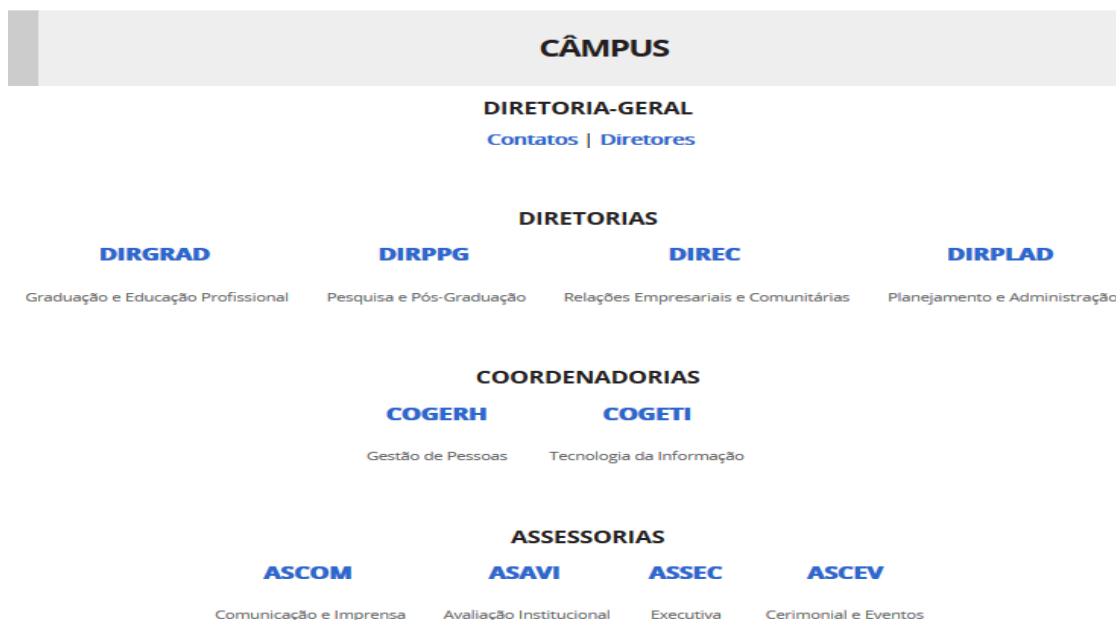 CÂMPUS
DIRETORIA-GERAL
Contatos | Diretores
DIRETORIAS
DIRGRAD DIRPPG DIREC DIRPLAD
Graduação e Educação Profissional Pesquisa e Pós-Graduação Relações Empresariais e Comunitárias Planejamento e Administração
COORDENADORIAS
COGERH COGETI
Gestão de Pessoas Tecnologia da Informação
ASSESSORIAS
ASCOM ASAVI ASSEC ASCEV
Comunicação e Imprensa Avaliação Institucional Executiva Cerimonial e Eventos